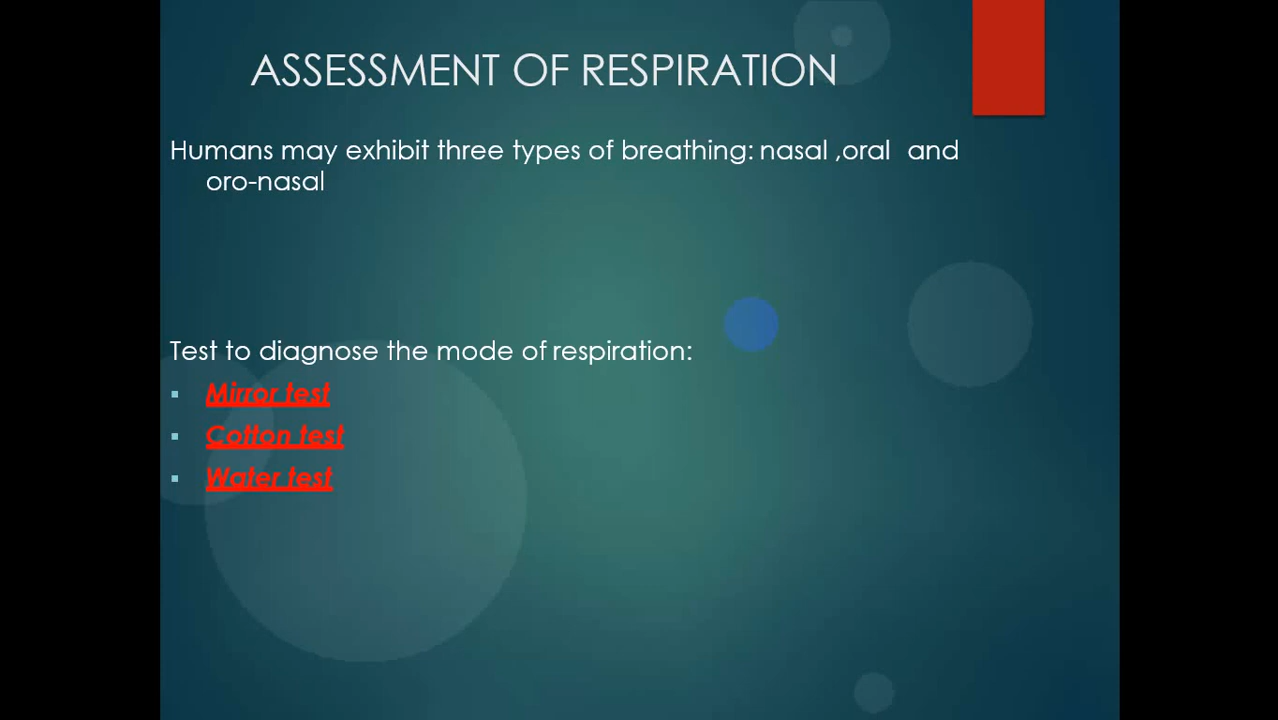 ASSESSMENT OF RESPIRATION
Humans may exhibit three types of breathing: nasal ,oral and
oro-nasal
Test to diagnose the mode of respiration:
▪ Mirror test
▪ Cotton test
▪ Water test